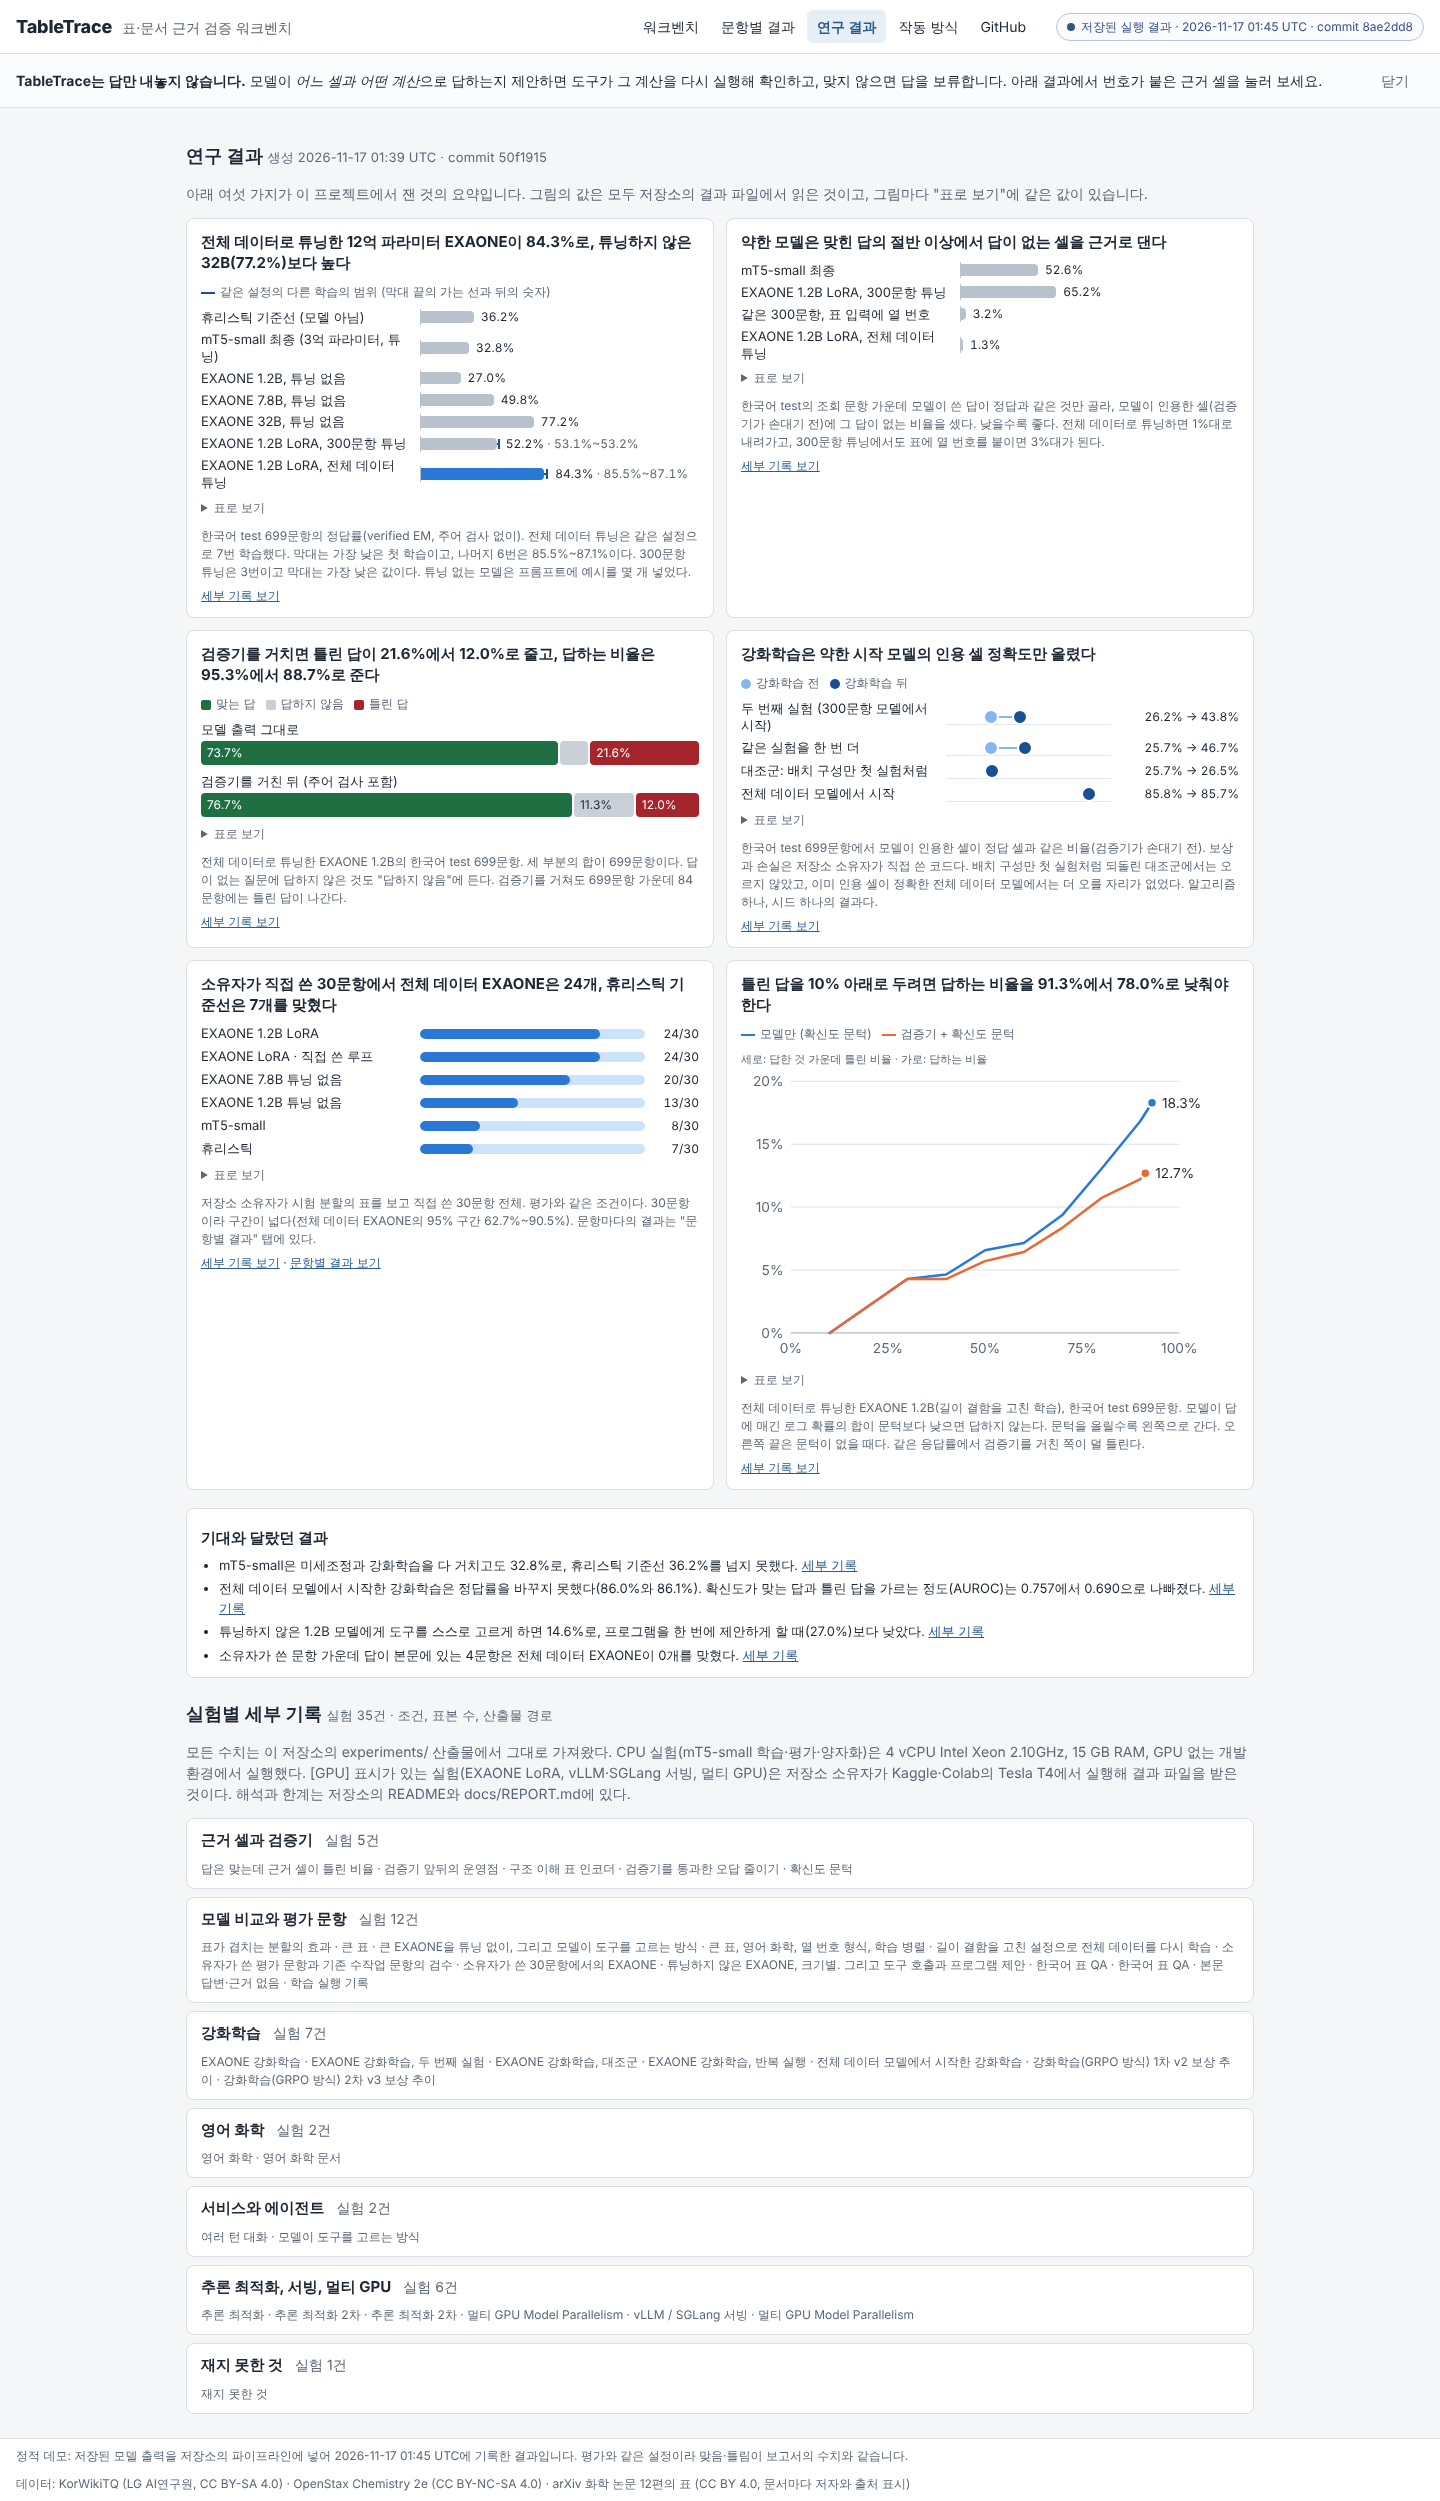 TableTrace 표·문서 근거 검증 워크벤치
워크벤치 문항별 결과 연구 결과 작동 방식 GitHub
저장된 실행 결과 · 2026-11-17 01:45 UTC · commit 8ae2dd8
TableTrace는 답만 내놓지 않습니다. 모델이 어느 셀과 어떤 계산으로 답하는지 제안하면 도구가 그 계산을 다시 실행해 확인하고, 맞지 않으면 답을 보류합니다. 아래 결과에서 번호가 붙은 근거 셀을 눌러 보세요. 닫기
연구 결과 생성 2026-11-17 01:39 UTC · commit 50f1915
아래 여섯 가지가 이 프로젝트에서 잰 것의 요약입니다. 그림의 값은 모두 저장소의 결과 파일에서 읽은 것이고, 그림마다 "표로 보기"에 같은 값이 있습니다.
전체 데이터로 튜닝한 12억 파라미터 EXAONE이 84.3%로, 튜닝하지 않은
32B(77.2%)보다 높다
같은 설정의 다른 학습의 범위 (막대 끝의 가는 선과 뒤의 숫자)
휴리스틱 기준선 (모델 아님) 36.2%
mT5-small 최종 (3억 파라미터, 튜
닝) 32.8%
EXAONE 1.2B, 튜닝 없음 27.0%
EXAONE 7.8B, 튜닝 없음 49.8%
EXAONE 32B, 튜닝 없음 77.2%
EXAONE 1.2B LoRA, 300문항 튜닝 52.2% · 53.1%~53.2%
EXAONE 1.2B LoRA, 전체 데이터
튜닝 84.3% · 85.5%~87.1%
▶ 표로 보기
한국어 test 699문항의 정답률(verified EM, 주어 검사 없이). 전체 데이터 튜닝은 같은 설정으
로 7번 학습했다. 막대는 가장 낮은 첫 학습이고, 나머지 6번은 85.5%~87.1%이다. 300문항
튜닝은 3번이고 막대는 가장 낮은 값이다. 튜닝 없는 모델은 프롬프트에 예시를 몇 개 넣었다.
세부 기록 보기
약한 모델은 맞힌 답의 절반 이상에서 답이 없는 셀을 근거로 댄다
mT5-small 최종 52.6%
EXAONE 1.2B LoRA, 300문항 튜닝 65.2%
같은 300문항, 표 입력에 열 번호 3.2%
EXAONE 1.2B LoRA, 전체 데이터
튜닝 1.3%
▶ 표로 보기
한국어 test의 조회 문항 가운데 모델이 쓴 답이 정답과 같은 것만 골라, 모델이 인용한 셀(검증
기가 손대기 전)에 그 답이 없는 비율을 셌다. 낮을수록 좋다. 전체 데이터로 튜닝하면 1%대로
내려가고, 300문항 튜닝에서도 표에 열 번호를 붙이면 3%대가 된다.
세부 기록 보기
검증기를 거치면 틀린 답이 21.6%에서 12.0%로 줄고, 답하는 비율은
95.3%에서 88.7%로 준다
맞는 답 답하지 않음 틀린 답
모델 출력 그대로
73.7% 21.6%
검증기를 거친 뒤 (주어 검사 포함)
76.7% 11.3% 12.0%
▶ 표로 보기
전체 데이터로 튜닝한 EXAONE 1.2B의 한국어 test 699문항. 세 부분의 합이 699문항이다. 답
이 없는 질문에 답하지 않은 것도 "답하지 않음"에 든다. 검증기를 거쳐도 699문항 가운데 84
문항에는 틀린 답이 나간다.
세부 기록 보기
강화학습은 약한 시작 모델의 인용 셀 정확도만 올렸다
강화학습 전 강화학습 뒤
두 번째 실험 (300문항 모델에서
시작) 26.2% → 43.8%
같은 실험을 한 번 더 25.7% → 46.7%
대조군: 배치 구성만 첫 실험처럼 25.7% → 26.5%
전체 데이터 모델에서 시작 85.8% → 85.7%
▶ 표로 보기
한국어 test 699문항에서 모델이 인용한 셀이 정답 셀과 같은 비율(검증기가 손대기 전). 보상
과 손실은 저장소 소유자가 직접 쓴 코드다. 배치 구성만 첫 실험처럼 되돌린 대조군에서는 오
르지 않았고, 이미 인용 셀이 정확한 전체 데이터 모델에서는 더 오를 자리가 없었다. 알고리즘
하나, 시드 하나의 결과다.
세부 기록 보기
소유자가 직접 쓴 30문항에서 전체 데이터 EXAONE은 24개, 휴리스틱 기
준선은 7개를 맞혔다
EXAONE 1.2B LoRA 24/30
EXAONE LoRA · 직접 쓴 루프 24/30
EXAONE 7.8B 튜닝 없음 20/30
EXAONE 1.2B 튜닝 없음 13/30
mT5-small 8/30
휴리스틱 7/30
▶ 표로 보기
저장소 소유자가 시험 분할의 표를 보고 직접 쓴 30문항 전체. 평가와 같은 조건이다. 30문항
이라 구간이 넓다(전체 데이터 EXAONE의 95% 구간 62.7%~90.5%). 문항마다의 결과는 "문
항별 결과" 탭에 있다.
세부 기록 보기 · 문항별 결과 보기
틀린 답을 10% 아래로 두려면 답하는 비율을 91.3%에서 78.0%로 낮춰야
한다
모델만 (확신도 문턱) 검증기 + 확신도 문턱
세로: 답한 것 가운데 틀린 비율 · 가로: 답하는 비율
20%
18.3%
15%
12.7%
10%
5%
0%
0% 25% 50% 75% 100%
▶ 표로 보기
전체 데이터로 튜닝한 EXAONE 1.2B(길이 결함을 고친 학습), 한국어 test 699문항. 모델이 답
에 매긴 로그 확률의 합이 문턱보다 낮으면 답하지 않는다. 문턱을 올릴수록 왼쪽으로 간다. 오
른쪽 끝은 문턱이 없을 때다. 같은 응답률에서 검증기를 거친 쪽이 덜 틀린다.
세부 기록 보기
기대와 달랐던 결과
• mT5-small은 미세조정과 강화학습을 다 거치고도 32.8%로, 휴리스틱 기준선 36.2%를 넘지 못했다. 세부 기록
• 전체 데이터 모델에서 시작한 강화학습은 정답률을 바꾸지 못했다(86.0%와 86.1%). 확신도가 맞는 답과 틀린 답을 가르는 정도(AUROC)는 0.757에서 0.690으로 나빠졌다. 세부
기록
• 튜닝하지 않은 1.2B 모델에게 도구를 스스로 고르게 하면 14.6%로, 프로그램을 한 번에 제안하게 할 때(27.0%)보다 낮았다. 세부 기록
• 소유자가 쓴 문항 가운데 답이 본문에 있는 4문항은 전체 데이터 EXAONE이 0개를 맞혔다. 세부 기록
실험별 세부 기록 실험 35건 · 조건, 표본 수, 산출물 경로
모든 수치는 이 저장소의 experiments/ 산출물에서 그대로 가져왔다. CPU 실험(mT5-small 학습·평가·양자화)은 4 vCPU Intel Xeon 2.10GHz, 15 GB RAM, GPU 없는 개발
환경에서 실행했다. [GPU] 표시가 있는 실험(EXAONE LoRA, vLLM·SGLang 서빙, 멀티 GPU)은 저장소 소유자가 Kaggle·Colab의 Tesla T4에서 실행해 결과 파일을 받은
것이다. 해석과 한계는 저장소의 README와 docs/REPORT.md에 있다.
근거 셀과 검증기 실험 5건
답은 맞는데 근거 셀이 틀린 비율 · 검증기 앞뒤의 운영점 · 구조 이해 표 인코더 · 검증기를 통과한 오답 줄이기 · 확신도 문턱
모델 비교와 평가 문항 실험 12건
표가 겹치는 분할의 효과 · 큰 표 · 큰 EXAONE을 튜닝 없이, 그리고 모델이 도구를 고르는 방식 · 큰 표, 영어 화학, 열 번호 형식, 학습 병렬 · 길이 결함을 고친 설정으로 전체 데이터를 다시 학습 · 소
유자가 쓴 평가 문항과 기존 수작업 문항의 검수 · 소유자가 쓴 30문항에서의 EXAONE · 튜닝하지 않은 EXAONE, 크기별. 그리고 도구 호출과 프로그램 제안 · 한국어 표 QA · 한국어 표 QA · 본문
답변·근거 없음 · 학습 실행 기록
강화학습 실험 7건
EXAONE 강화학습 · EXAONE 강화학습, 두 번째 실험 · EXAONE 강화학습, 대조군 · EXAONE 강화학습, 반복 실행 · 전체 데이터 모델에서 시작한 강화학습 · 강화학습(GRPO 방식) 1차 v2 보상 추
이 · 강화학습(GRPO 방식) 2차 v3 보상 추이
영어 화학 실험 2건
영어 화학 · 영어 화학 문서
서비스와 에이전트 실험 2건
여러 턴 대화 · 모델이 도구를 고르는 방식
추론 최적화, 서빙, 멀티 GPU 실험 6건
추론 최적화 · 추론 최적화 2차 · 추론 최적화 2차 · 멀티 GPU Model Parallelism · vLLM / SGLang 서빙 · 멀티 GPU Model Parallelism
재지 못한 것 실험 1건
재지 못한 것
정적 데모: 저장된 모델 출력을 저장소의 파이프라인에 넣어 2026-11-17 01:45 UTC에 기록한 결과입니다. 평가와 같은 설정이라 맞음·틀림이 보고서의 수치와 같습니다.
데이터: KorWikiTQ (LG AI연구원, CC BY-SA 4.0) · OpenStax Chemistry 2e (CC BY-NC-SA 4.0) · arXiv 화학 논문 12편의 표 (CC BY 4.0, 문서마다 저자와 출처 표시)